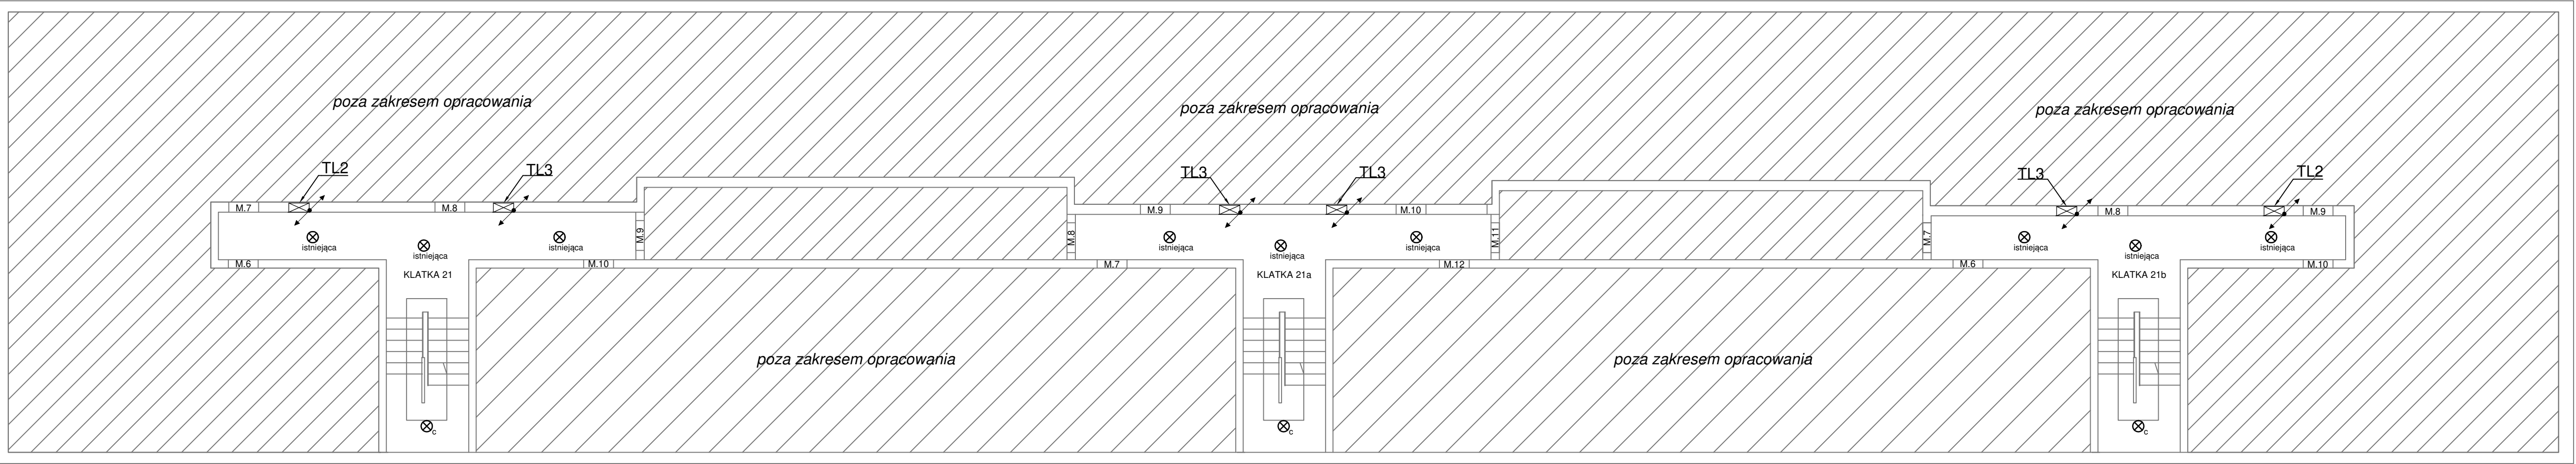 poza zakresem opracowania
poza zakresem opracowania
poza zakresem opracowania
TL2
TL3
TL3
TL3
TL3
TL2
M.7
M.8
M.9
M.10
M.8
M.9
M.9
M.8
M.11
M.7
istniejąca
istniejąca
istniejąca
istniejąca
istniejąca
istniejąca
istniejąca
istniejąca
istniejąca
M.6
M.10
M.7
M.12
M.6
M.10
KLATKA 21
KLATKA 21a
KLATKA 21b
poza zakresem opracowania
poza zakresem opracowania
c
c
c